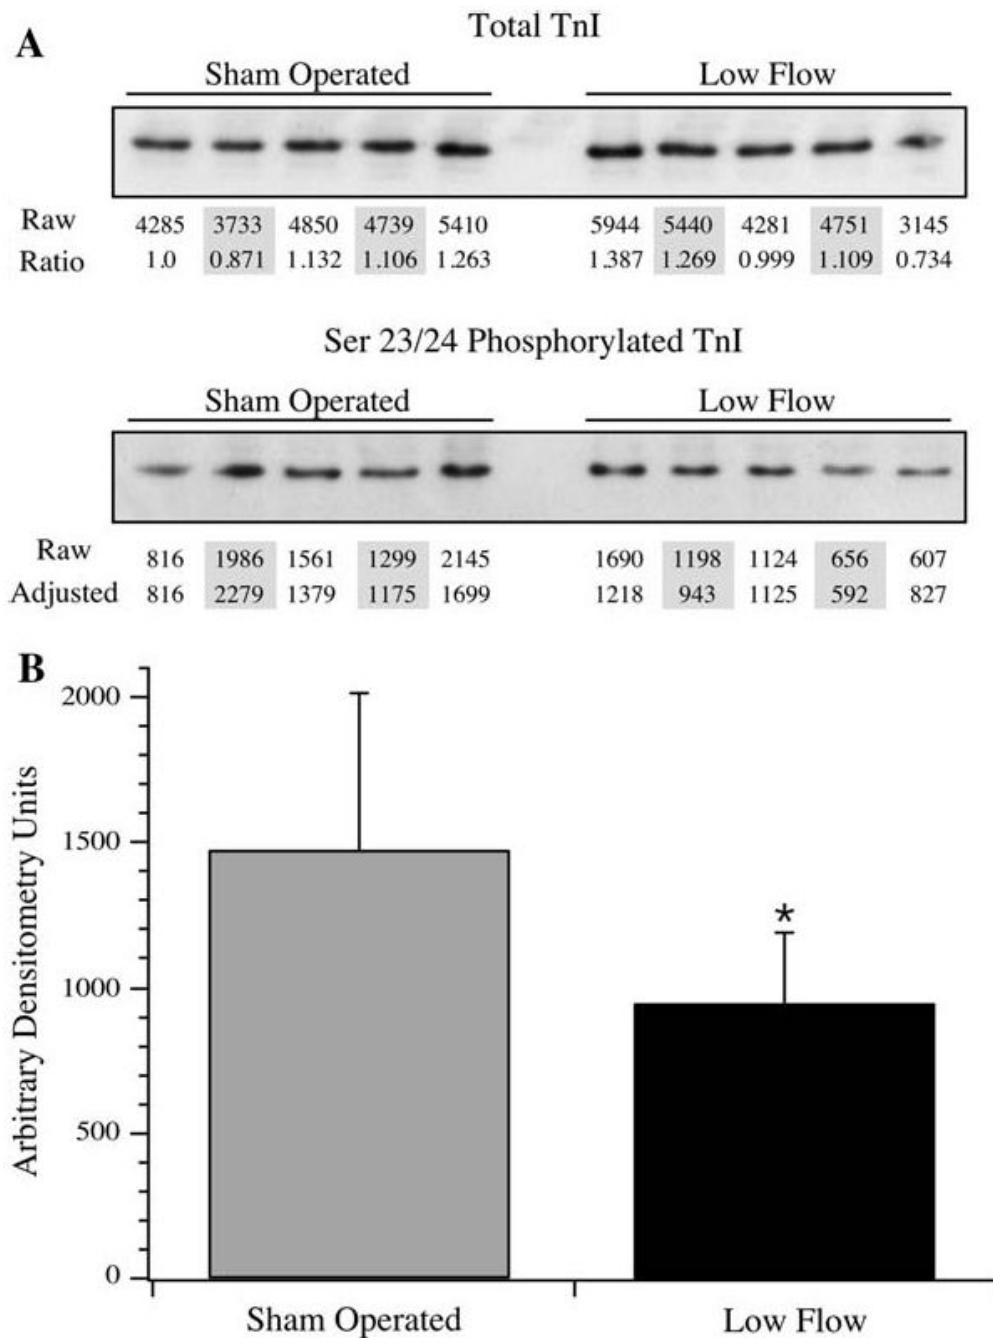 A
Total TnI
Sham Operated Low Flow
Raw 4285 3733 4850 4739 5410 5944 5440 4281 4751 3145
Ratio 1.0 0.871 1.132 1.106 1.263 1.387 1.269 0.999 1.109 0.734
Ser 23/24 Phosphorylated TnI
Sham Operated Low Flow
Raw 816 1986 1561 1299 2145 1690 1198 1124 656 607
Adjusted 816 2279 1379 1175 1699 1218 943 1125 592 827
B
Arbitrary Densitometry Units
2000
1500
1000
500
0
*
Sham Operated Low Flow